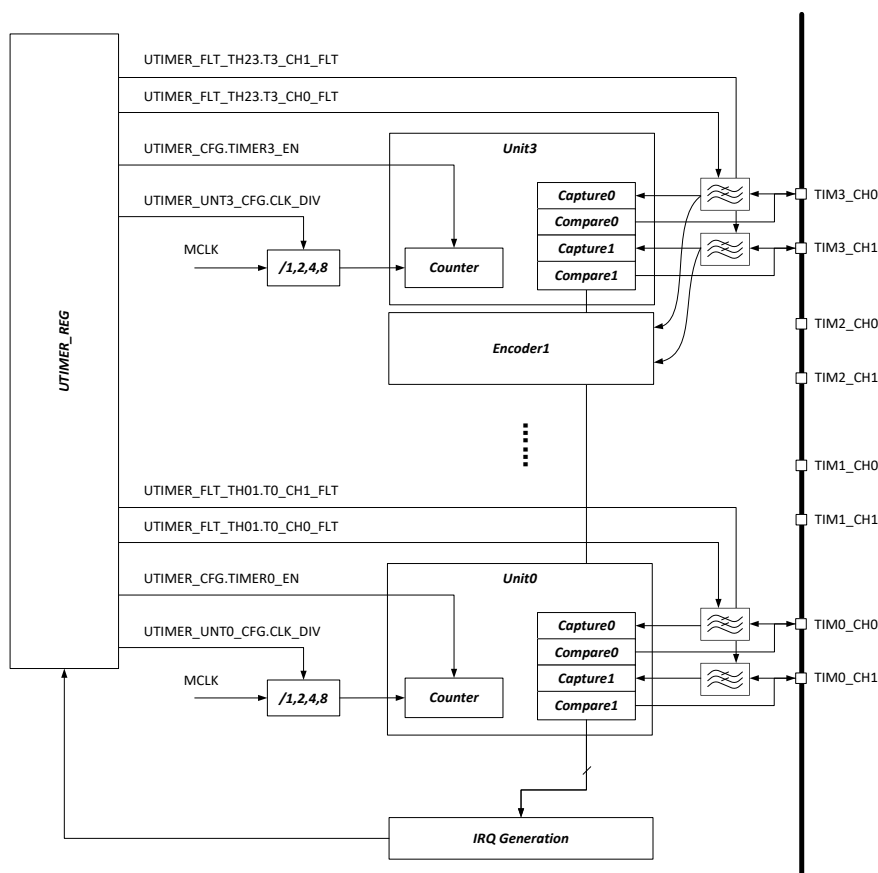 UTIMER_FLT_TH23.T3_CH1_FLT
UTIMER_FLT_TH23.T3_CH0_FLT
UTIMER_CFG.TIMER3_EN
Unit3
UTIMER_UNT3_CFG.CLK_DIV
Capture0
TIM3_CH0
Compare0
MCLK
Capture1
TIM3_CH1
/1,2,4,8
Counter
Compare1
UTIMER_REG
TIM2_CH0
Encoder1
TIM2_CH1
TIM1_CH0
UTIMER_FLT_TH01.T0_CH1_FLT
TIM1_CH1
UTIMER_FLT_TH01.T0_CH0_FLT
UTIMER_CFG.TIMER0_EN
Unit0
UTIMER_UNT0_CFG.CLK_DIV
Capture0
TIM0_CH0
Compare0
MCLK
Capture1
TIM0_CH1
/1,2,4,8
Counter
Compare1
IRQ Generation